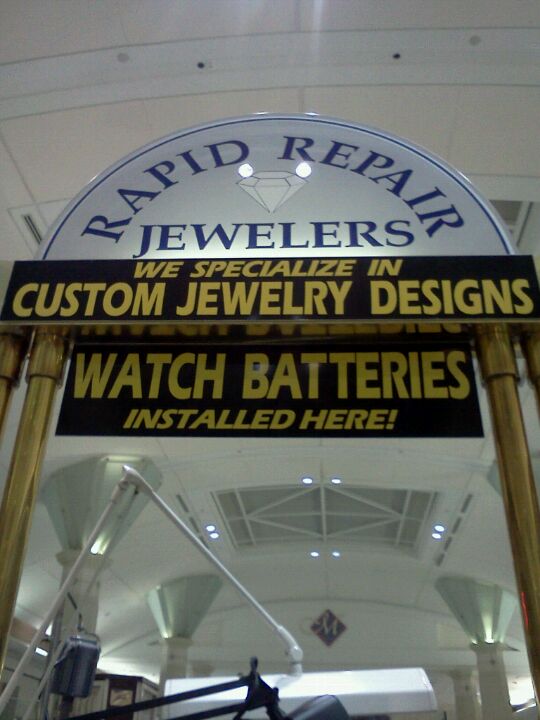 RAPID REPAIR
JEWELERS
WE SPECIALIZE IN
CUSTOM JEWELRY DESIGNS
WATCH BATTERIES
INSTALLED HERE!
M